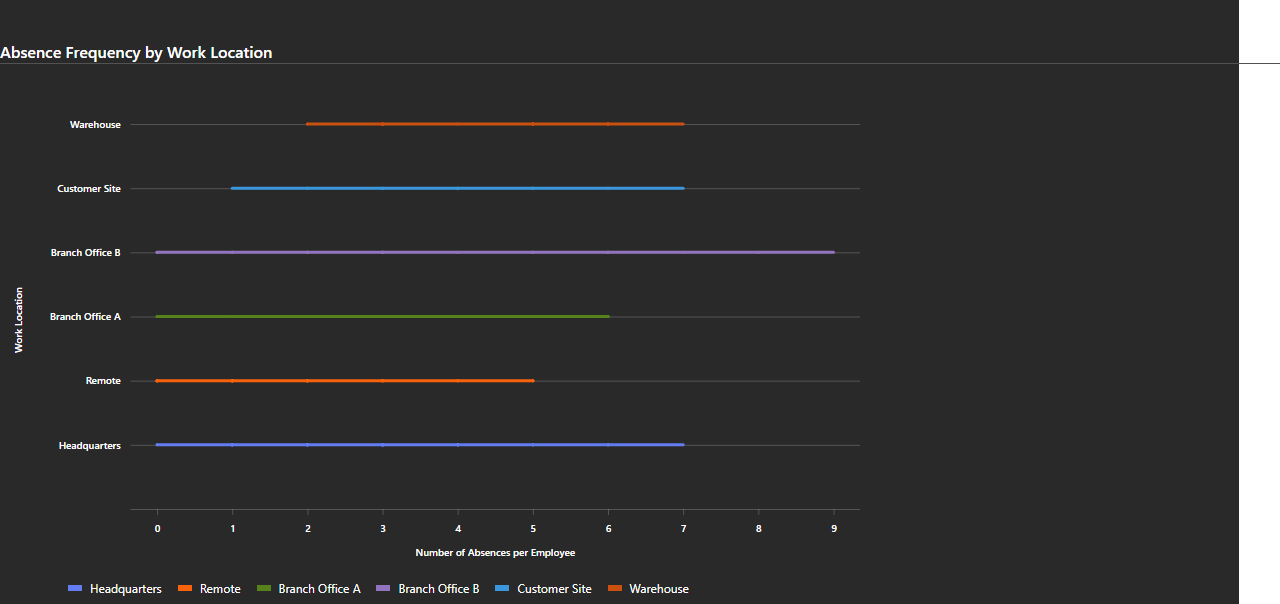 Absence Frequency by Work Location
Warehouse
Customer Site
Branch Office B
Branch Office A
Remote
Headquarters
Work Location
0 1 2 3 4 5 6 7 8 9
Number of Absences per Employee
Headquarters Remote Branch Office A Branch Office B Customer Site Warehouse